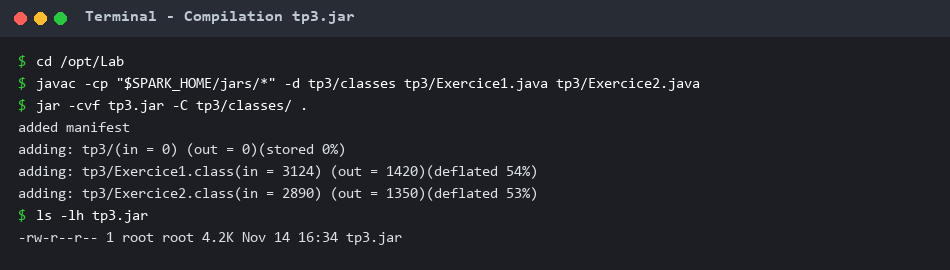 Terminal - Compilation tp3.jar
$ cd /opt/Lab
$ javac -cp "$SPARK_HOME/jars/*" -d tp3/classes tp3/Exercice1.java tp3/Exercice2.java
$ jar -cvf tp3.jar -C tp3/classes/ .
added manifest
adding: tp3/(in = 0) (out = 0)(stored 0%)
adding: tp3/Exercice1.class(in = 3124) (out = 1420)(deflated 54%)
adding: tp3/Exercice2.class(in = 2890) (out = 1350)(deflated 53%)
$ ls -lh tp3.jar
-rw-r--r-- 1 root root 4.2K Nov 14 16:34 tp3.jar